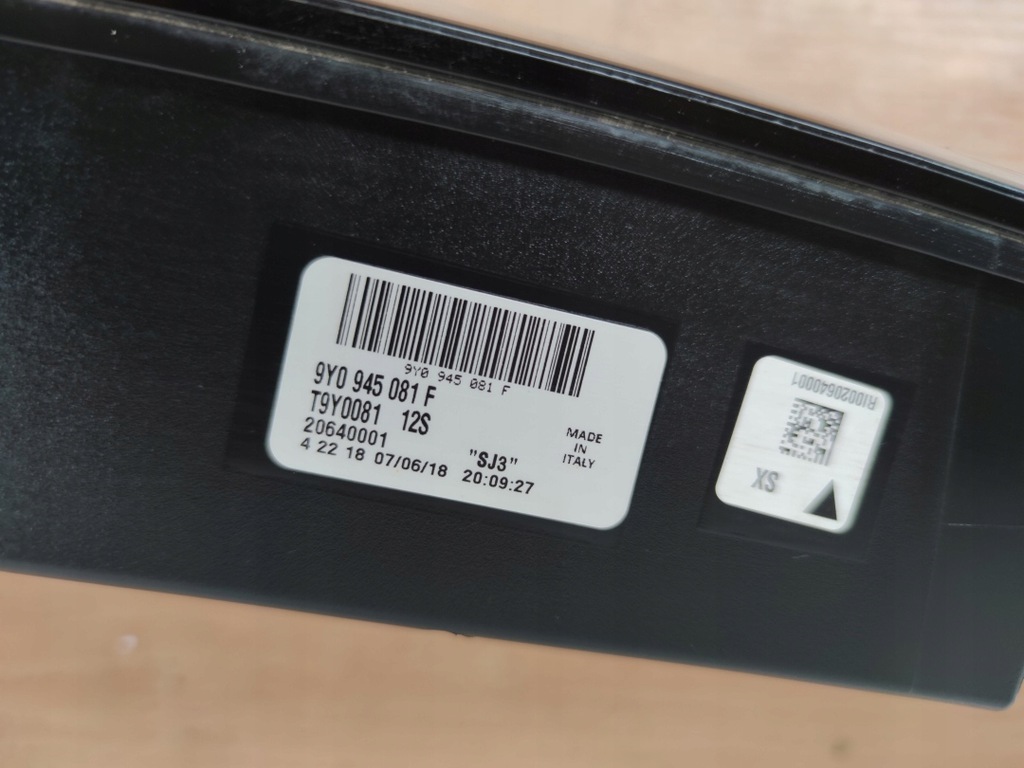 9Y0 945 081 F
9Y0 945 081 F
T9Y0081 12S
20640001 "SJ3"
4 22 18 07/06/18 20:09:27
MADE
IN
ITALY
RI0020640001
SX